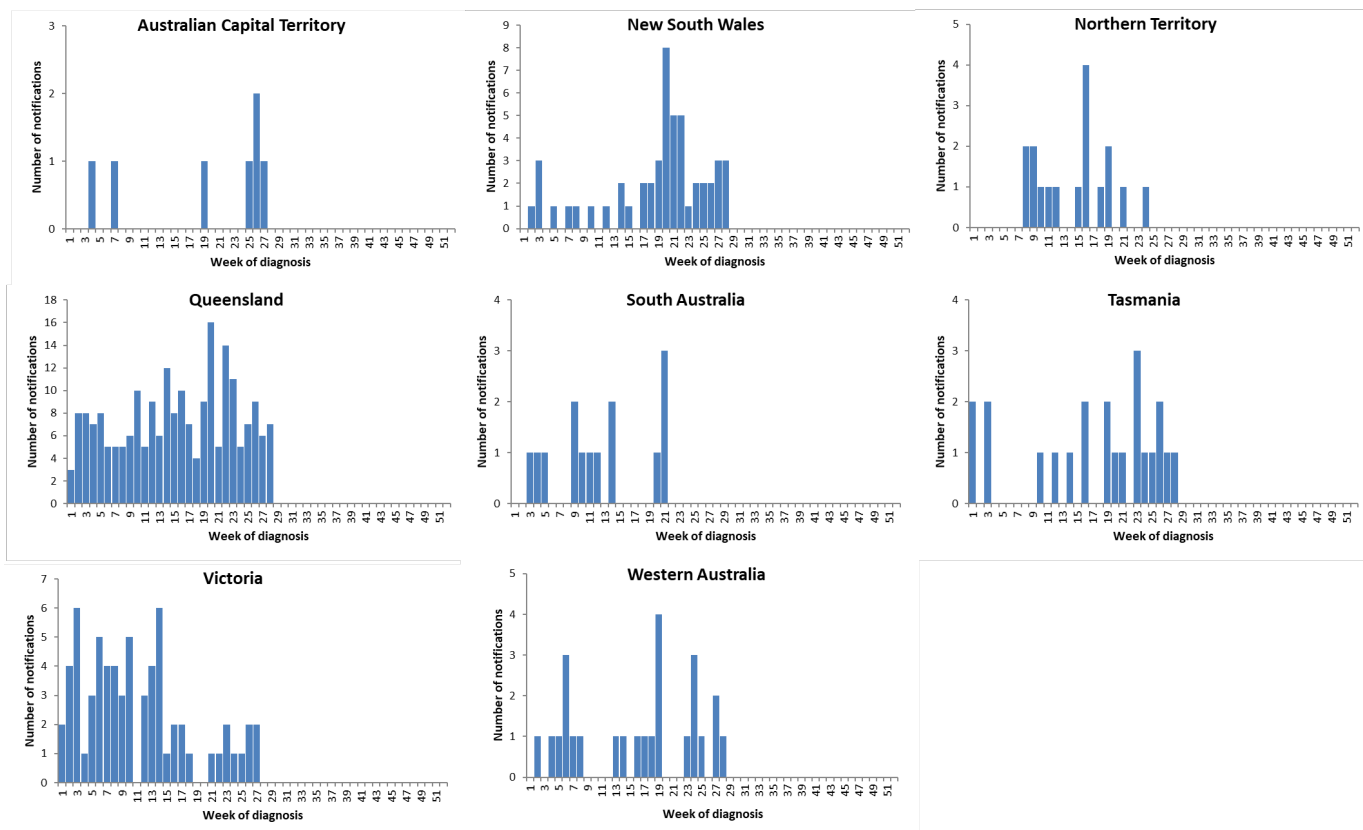 Australian Capital Territory
Number of notifications
3
2
1
0
1 3 5 7 9 11 13 15 17 19 21 23 25 27 29 31 33 35 37 39 41 43 45 47 49 51
Week of diagnosis
New South Wales
Number of notifications
9
8
7
6
5
4
3
2
1
0
1 3 5 7 9 11 13 15 17 19 21 23 25 27 29 31 33 35 37 39 41 43 45 47 49 51
Week of diagnosis
Northern Territory
Number of notifications
5
4
3
2
1
0
1 3 5 7 9 11 13 15 17 19 21 23 25 27 29 31 33 35 37 39 41 43 45 47 49 51
Week of diagnosis
Queensland
Number of notifications
18
16
14
12
10
8
6
4
2
0
1 3 5 7 9 11 13 15 17 19 21 23 25 27 29 31 33 35 37 39 41 43 45 47 49 51
Week of diagnosis
South Australia
Number of notifications
4
3
2
1
0
1 3 5 7 9 11 13 15 17 19 21 23 25 27 29 31 33 35 37 39 41 43 45 47 49 51
Week of diagnosis
Tasmania
Number of notifications
4
3
2
1
0
1 3 5 7 9 11 13 15 17 19 21 23 25 27 29 31 33 35 37 39 41 43 45 47 49 51
Week of diagnosis
Victoria
Number of notifications
7
6
5
4
3
2
1
0
1 3 5 7 9 11 13 15 17 19 21 23 25 27 29 31 33 35 37 39 41 43 45 47 49 51
Week of diagnosis
Western Australia
Number of notifications
5
4
3
2
1
0
1 3 5 7 9 11 13 15 17 19 21 23 25 27 29 31 33 35 37 39 41 43 45 47 49 51
Week of diagnosis